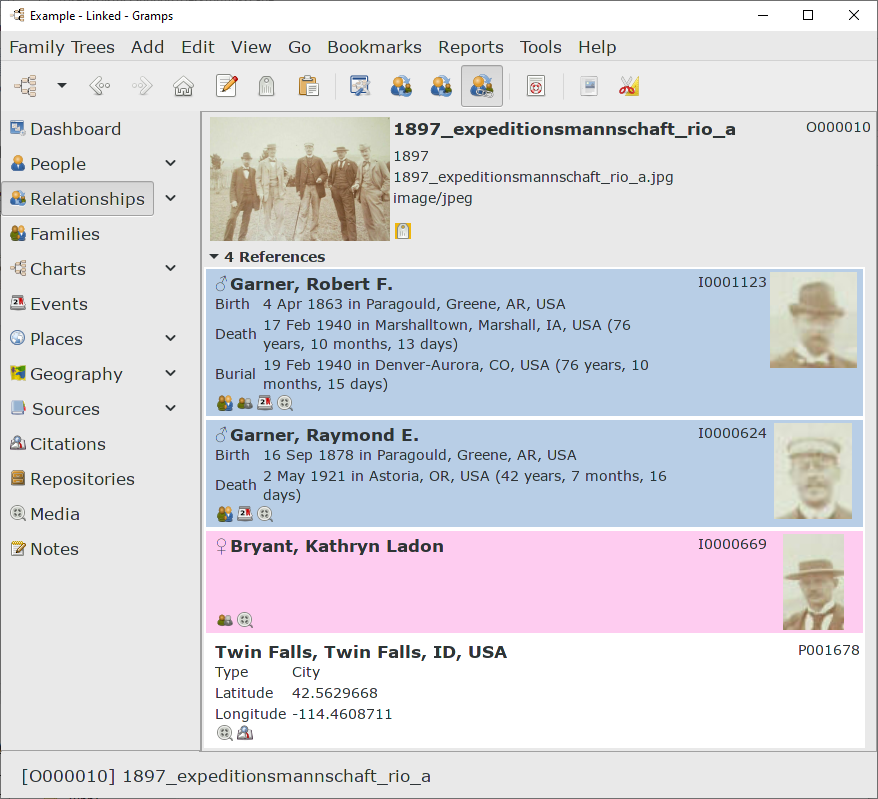 Example - Linked - Gramps
Family Trees Add Edit View Go Bookmarks Reports Tools Help
Dashboard
People
Relationships
Families
Charts
Events
Places
Geography
Sources
Citations
Repositories
Media
Notes
1897_expeditionsmannschaft_rio_a O000010
1897
1897_expeditionsmannschaft_rio_a.jpg
image/jpeg
4 References
Garner, Robert F. I0001123
Birth 4 Apr 1863 in Paragould, Greene, AR, USA
Death 17 Feb 1940 in Marshalltown, Marshall, IA, USA (76
years, 10 months, 13 days)
Burial 19 Feb 1940 in Denver-Aurora, CO, USA (76 years, 10
months, 15 days)
Garner, Raymond E. I0000624
Birth 16 Sep 1878 in Paragould, Greene, AR, USA
Death 2 May 1921 in Astoria, OR, USA (42 years, 7 months, 16
days)
Bryant, Kathryn Ladon I0000669
Twin Falls, Twin Falls, ID, USA P001678
Type City
Latitude 42.5629668
Longitude -114.4608711
[O000010] 1897_expeditionsmannschaft_rio_a